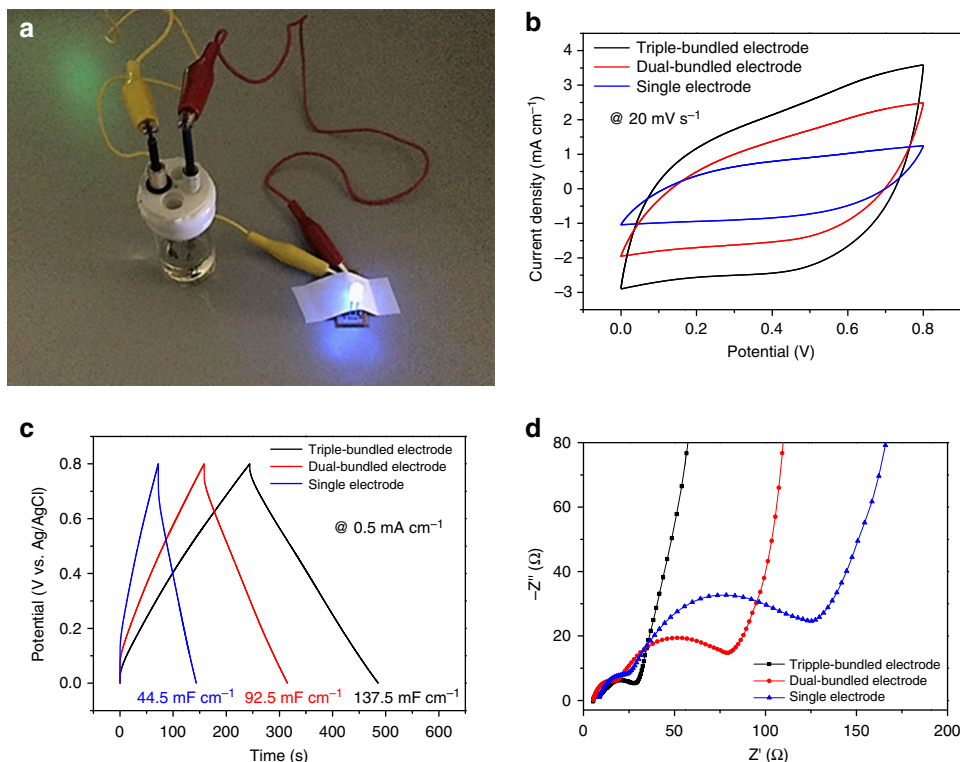 a
b
Triple-bundled electrode
Dual-bundled electrode
Single electrode
@ 20 mV s⁻¹
4
3
2
1
0
–1
–2
–3
Current density (mA cm⁻¹)
0.0 0.2 0.4 0.6 0.8
Potential (V)
c
Triple-bundled electrode
Dual-bundled electrode
Single electrode
@ 0.5 mA cm⁻¹
0.8
0.6
0.4
0.2
0.0
Potential (V vs. Ag/AgCl)
44.5 mF cm⁻¹ 92.5 mF cm⁻¹ 137.5 mF cm⁻¹
0 100 200 300 400 500 600
Time (s)
d
80
60
40
20
0
–Z″ (Ω)
Tripple-bundled electrode
Dual-bundled electrode
Single electrode
0 50 100 150 200
Z' (Ω)